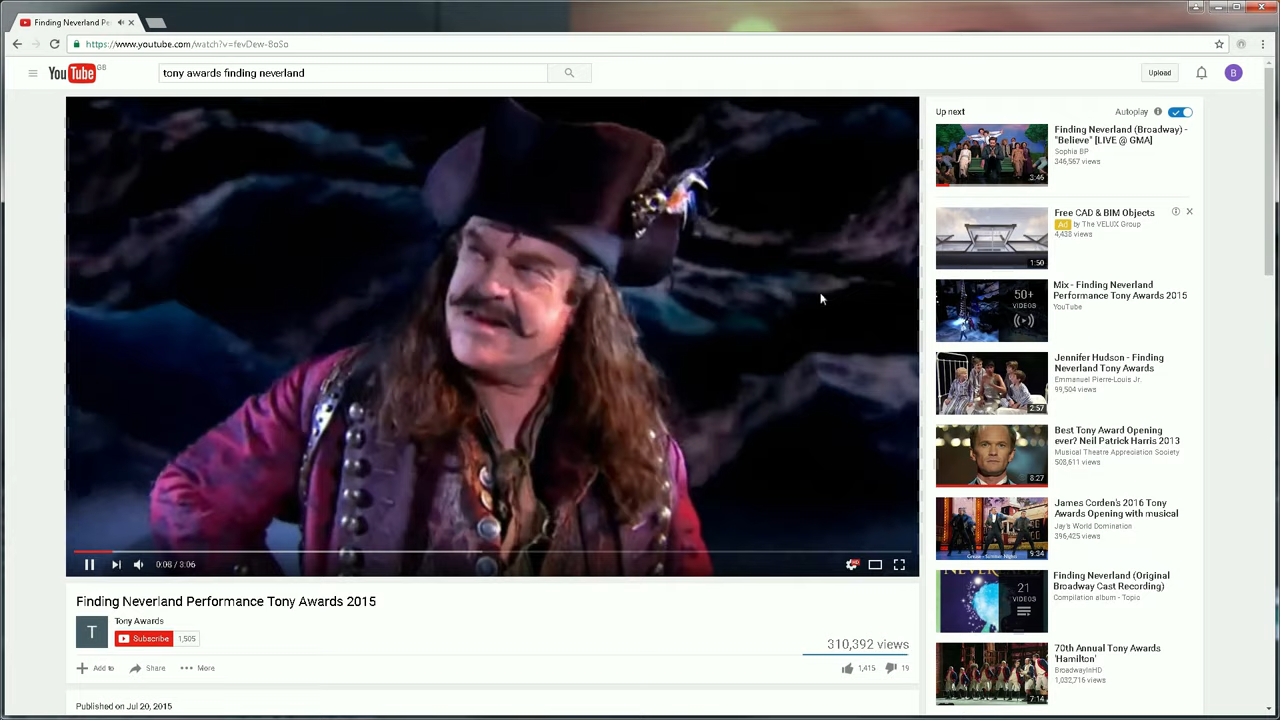 Finding Neverland Pe
https://www.youtube.com/watch?v=fevDew-8oSo
YouTube GB
tony awards finding neverland
Upload
B
Up next
Autoplay
Finding Neverland (Broadway) -
"Believe" [LIVE @ GMA]
Sophia BP
346,567 views
3:46
Free CAD & BIM Objects
Ad by The VELUX Group
4,438 views
1:50
Mix - Finding Neverland
Performance Tony Awards 2015
YouTube
50+
VIDEOS
Jennifer Hudson - Finding
Neverland Tony Awards
Emmanuel Pierre-Louis Jr.
99,504 views
2:57
Best Tony Award Opening
ever? Neil Patrick Harris 2013
Musical Theatre Appreciation Society
508,611 views
8:27
James Corden's 2016 Tony
Awards Opening with musical
Jay's World Domination
396,425 views
9:34
Finding Neverland (Original
Broadway Cast Recording)
Compilation album - Topic
21
VIDEOS
70th Annual Tony Awards
'Hamilton'
BroadwayInHD
1,032,716 views
7:14
0:08 / 3:06
HD
Finding Neverland Performance Tony Awards 2015
T
Tony Awards
Subscribe 1,505
310,392 views
Add to Share More
1,415 19
Published on Jul 20, 2015